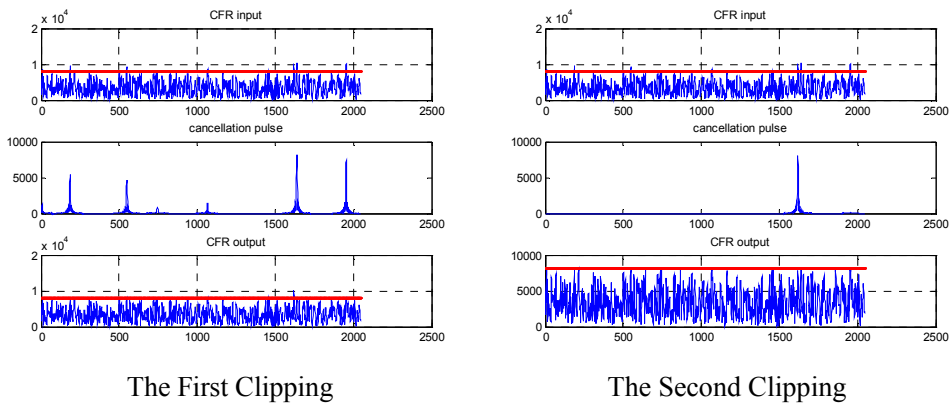 CFR input
x 10^4
2
1
0
0 500 1000 1500 2000 2500
cancellation pulse
10000
5000
0
0 500 1000 1500 2000 2500
CFR output
x 10^4
2
1
0
0 500 1000 1500 2000 2500
The First Clipping
CFR input
x 10^4
2
1
0
0 500 1000 1500 2000 2500
cancellation pulse
10000
5000
0
0 500 1000 1500 2000 2500
CFR output
10000
5000
0
0 500 1000 1500 2000 2500
The Second Clipping